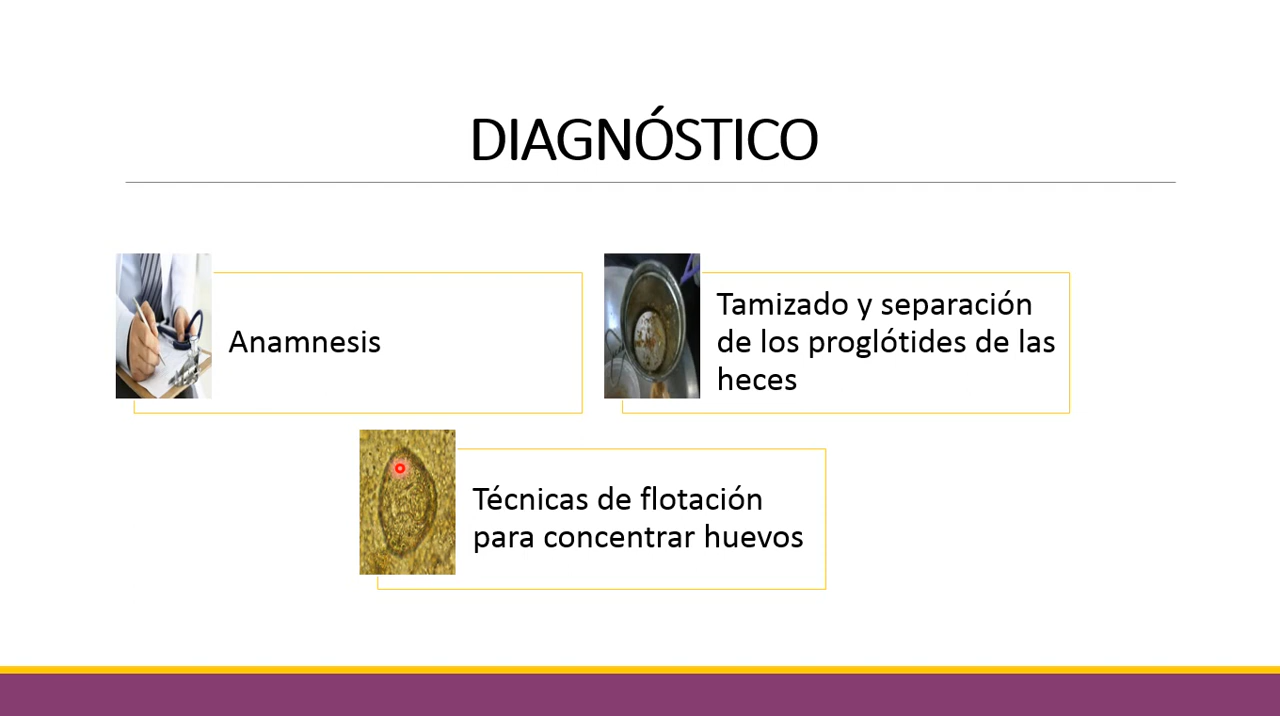 DIAGNÓSTICO
Anamnesis
Tamizado y separación
de los proglótides de las
heces
Técnicas de flotación
para concentrar huevos